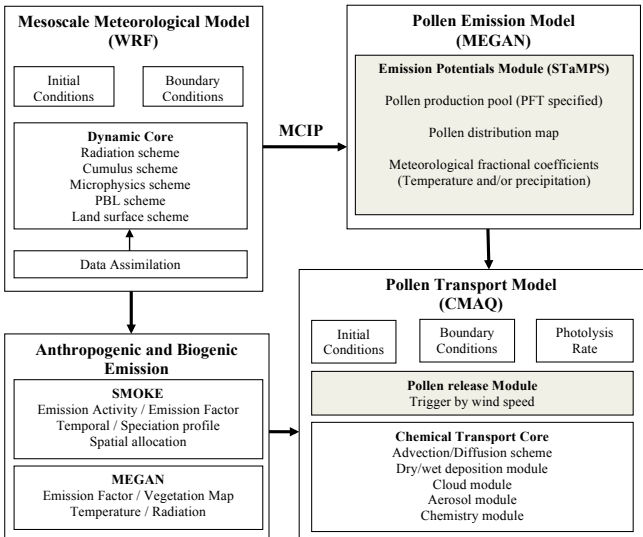 Mesoscale Meteorological Model
(WRF)
Initial
Conditions
Boundary
Conditions
Dynamic Core
Radiation scheme
Cumulus scheme
Microphysics scheme
PBL scheme
Land surface scheme
Data Assimilation
MCIP
Pollen Emission Model
(MEGAN)
Emission Potentials Module (STaMPS)
Pollen production pool (PFT specified)
Pollen distribution map
Meteorological fractional coefficients
(Temperature and/or precipitation)
Anthropogenic and Biogenic
Emission
SMOKE
Emission Activity / Emission Factor
Temporal / Speciation profile
Spatial allocation
MEGAN
Emission Factor / Vegetation Map
Temperature / Radiation
Pollen Transport Model
(CMAQ)
Initial
Conditions
Boundary
Conditions
Photolysis
Rate
Pollen release Module
Trigger by wind speed
Chemical Transport Core
Advection/Diffusion scheme
Dry/wet deposition module
Cloud module
Aerosol module
Chemistry module